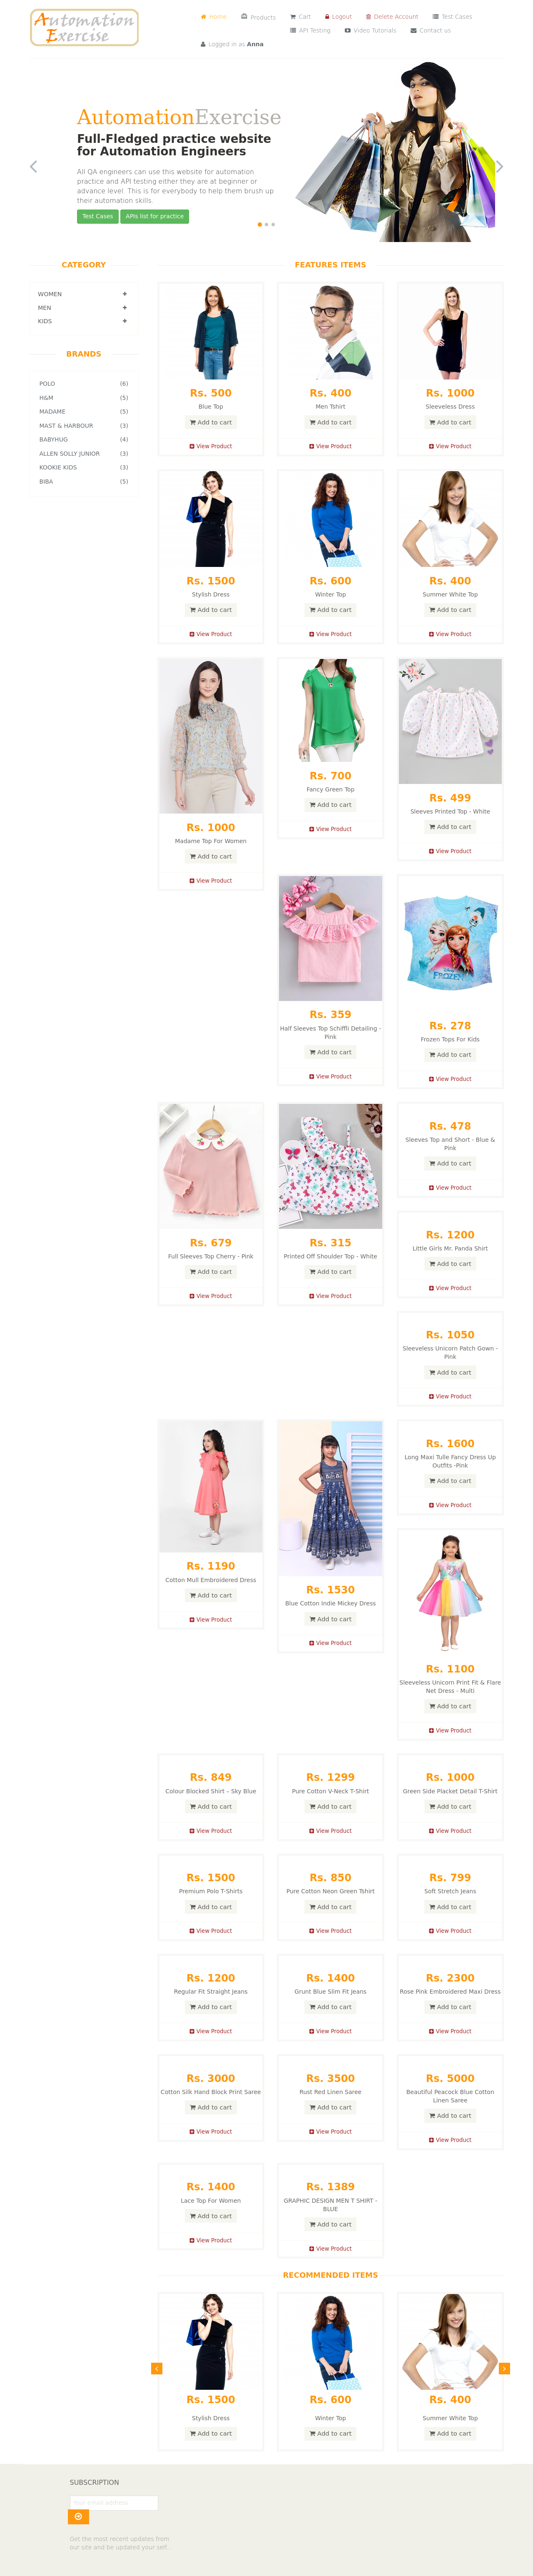 Automation
Exercise
Home
Products
Cart
Logout
Delete Account
Test Cases
API Testing
Video Tutorials
Contact us
Logged in as Anna
AutomationExercise
Full-Fledged practice website
for Automation Engineers
All QA engineers can use this website for automation
practice and API testing either they are at beginner or
advance level. This is for everybody to help them brush up
their automation skills.
Test Cases
APIs list for practice
CATEGORY
WOMEN
MEN
KIDS
BRANDS
POLO (6)
H&M (5)
MADAME (5)
MAST & HARBOUR (3)
BABYHUG (4)
ALLEN SOLLY JUNIOR (3)
KOOKIE KIDS (3)
BIBA (5)
FEATURES ITEMS
Rs. 500
Blue Top
Add to cart
View Product
Rs. 400
Men Tshirt
Add to cart
View Product
Rs. 1000
Sleeveless Dress
Add to cart
View Product
Rs. 1500
Stylish Dress
Add to cart
View Product
Rs. 600
Winter Top
Add to cart
View Product
Rs. 400
Summer White Top
Add to cart
View Product
Rs. 1000
Madame Top For Women
Add to cart
View Product
Rs. 700
Fancy Green Top
Add to cart
View Product
Rs. 499
Sleeves Printed Top - White
Add to cart
View Product
Rs. 359
Half Sleeves Top Schiffli Detailing -
Pink
Add to cart
View Product
FROZEN
Rs. 278
Frozen Tops For Kids
Add to cart
View Product
Rs. 679
Full Sleeves Top Cherry - Pink
Add to cart
View Product
Rs. 315
Printed Off Shoulder Top - White
Add to cart
View Product
Rs. 478
Sleeves Top and Short - Blue &
Pink
Add to cart
View Product
Rs. 1200
Little Girls Mr. Panda Shirt
Add to cart
View Product
Rs. 1050
Sleeveless Unicorn Patch Gown -
Pink
Add to cart
View Product
Rs. 1190
Cotton Mull Embroidered Dress
Add to cart
View Product
Rs. 1530
Blue Cotton Indie Mickey Dress
Add to cart
View Product
Rs. 1600
Long Maxi Tulle Fancy Dress Up
Outfits -Pink
Add to cart
View Product
Rs. 1100
Sleeveless Unicorn Print Fit & Flare
Net Dress - Multi
Add to cart
View Product
Rs. 849
Colour Blocked Shirt – Sky Blue
Add to cart
View Product
Rs. 1299
Pure Cotton V-Neck T-Shirt
Add to cart
View Product
Rs. 1000
Green Side Placket Detail T-Shirt
Add to cart
View Product
Rs. 1500
Premium Polo T-Shirts
Add to cart
View Product
Rs. 850
Pure Cotton Neon Green Tshirt
Add to cart
View Product
Rs. 799
Soft Stretch Jeans
Add to cart
View Product
Rs. 1200
Regular Fit Straight Jeans
Add to cart
View Product
Rs. 1400
Grunt Blue Slim Fit Jeans
Add to cart
View Product
Rs. 2300
Rose Pink Embroidered Maxi Dress
Add to cart
View Product
Rs. 3000
Cotton Silk Hand Block Print Saree
Add to cart
View Product
Rs. 3500
Rust Red Linen Saree
Add to cart
View Product
Rs. 5000
Beautiful Peacock Blue Cotton
Linen Saree
Add to cart
View Product
Rs. 1400
Lace Top For Women
Add to cart
View Product
Rs. 1389
GRAPHIC DESIGN MEN T SHIRT -
BLUE
Add to cart
View Product
RECOMMENDED ITEMS
Rs. 1500
Stylish Dress
Add to cart
Rs. 600
Winter Top
Add to cart
Rs. 400
Summer White Top
Add to cart
SUBSCRIPTION
Your email address
Get the most recent updates from
our site and be updated your self...